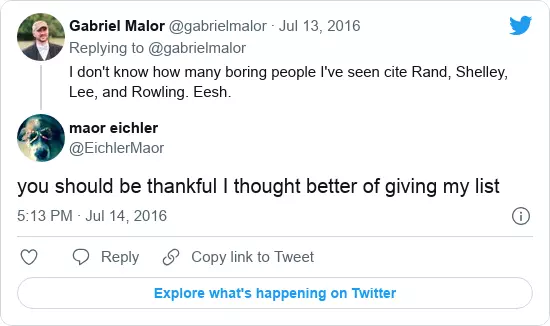 Gabriel Malor @gabrielmalor · Jul 13, 2016
Replying to @gabrielmalor
I don't know how many boring people I've seen cite Rand, Shelley,
Lee, and Rowling. Eesh.
maor eichler
@EichlerMaor
you should be thankful I thought better of giving my list
5:13 PM · Jul 14, 2016
Reply
Copy link to Tweet
Explore what's happening on Twitter